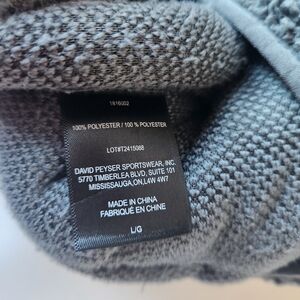 1816002
100% POLYESTER / 100 % POLYESTER
LOT#T2415068
DAVID PEYSER SPORTSWEAR, INC.
5770 TIMBERLEA BLVD, SUITE 101
MISSISSAUGA,ON,L4W 4W7
MADE IN CHINA
FABRIQUÉ EN CHINE
L/G